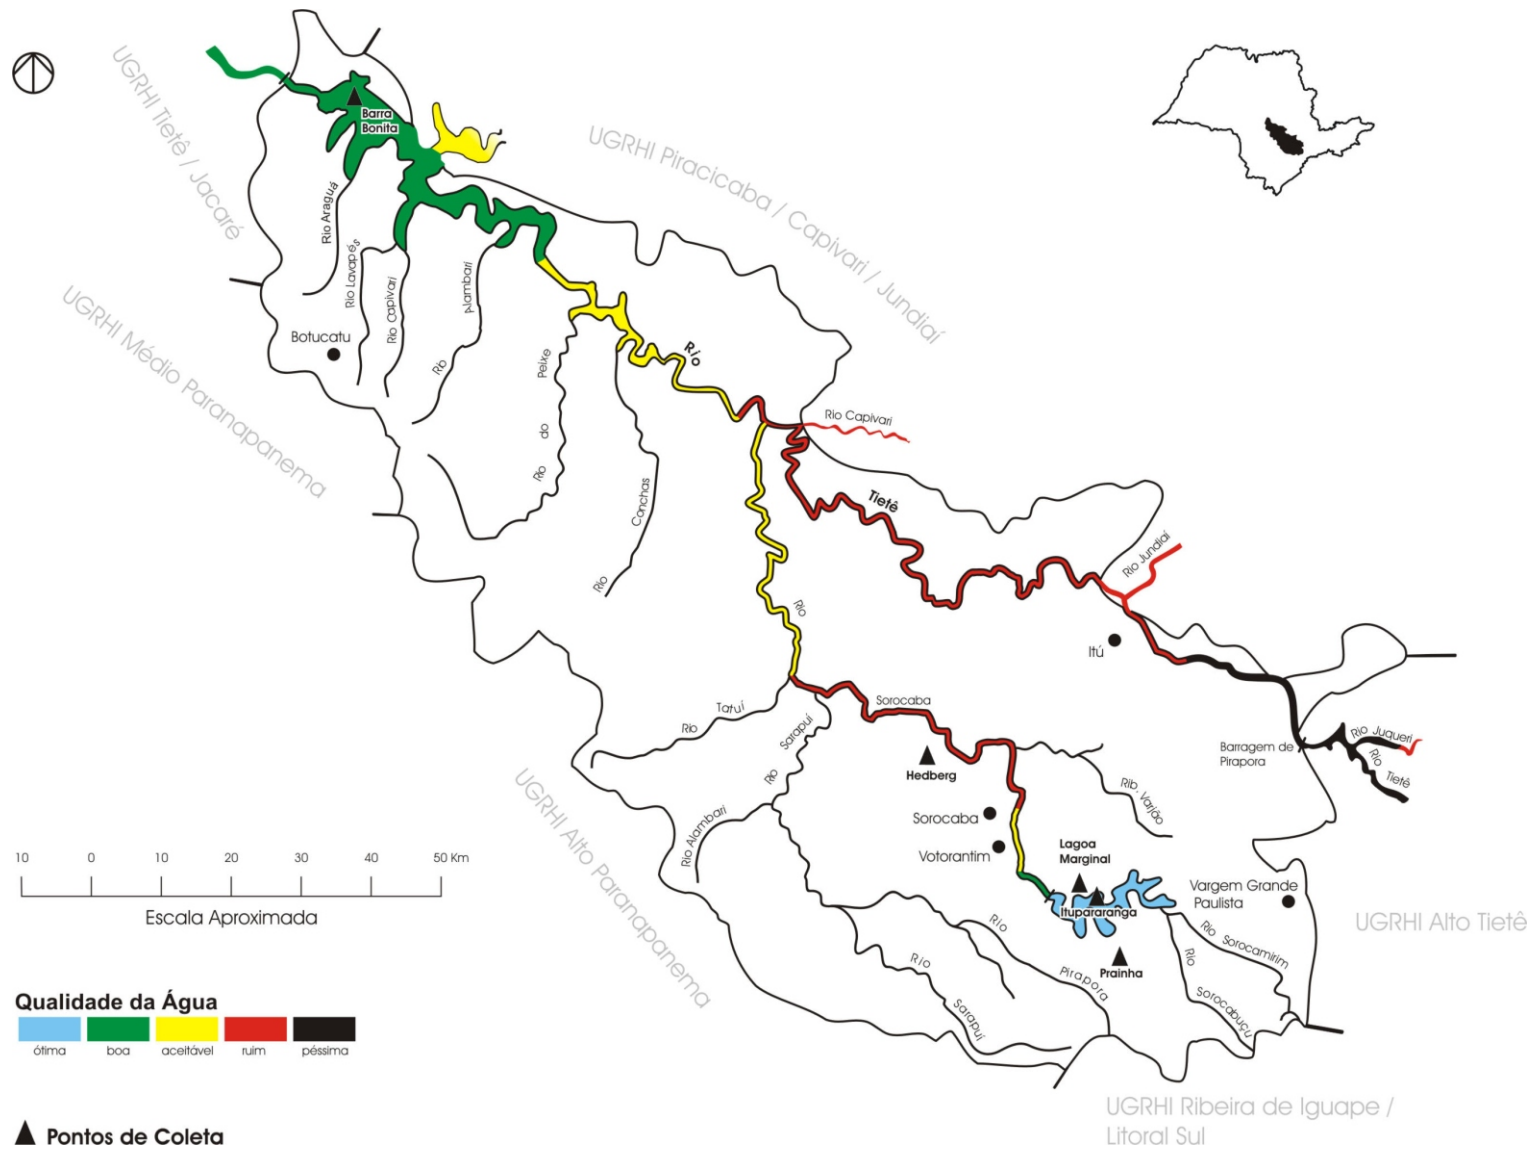 UGRHI Tietê / Jacaré
Barra
Bonita
UGRHI Piracicaba / Capivari / Jundiaí
Rio Araguá
Rio Lavapés
Rio Capivari
Rib Alambari
UGRHI Médio Paranapanema
Botucatu
Rio do Peixe
Rio Conchas
Rio
Tietê
Rio Capivari
Rio Jundiaí
Itú
Rio
Sorocaba
Rio Tatuí
Rio Sarapuí
Hedberg
Barragem de
Pirapora
Rio Juqueri
Rio
Tietê
Rib. Varjão
Rio Alambari
Sorocaba
Votorantim
Lagoa
Marginal
Itupararanga
Vargem Grande
Paulista
UGRHI Alto Paranapanema
UGRHI Alto Tietê
Rio Sorocamirim
Rio
Sorocabuçu
Prainha
Rio
Pirapora
Rio
Sarapuí
10 0 10 20 30 40 50 Km
Escala Aproximada
Qualidade da Água
ótima boa aceitável ruim péssima
Pontos de Coleta
UGRHI Ribeira de Iguape /
Litoral Sul